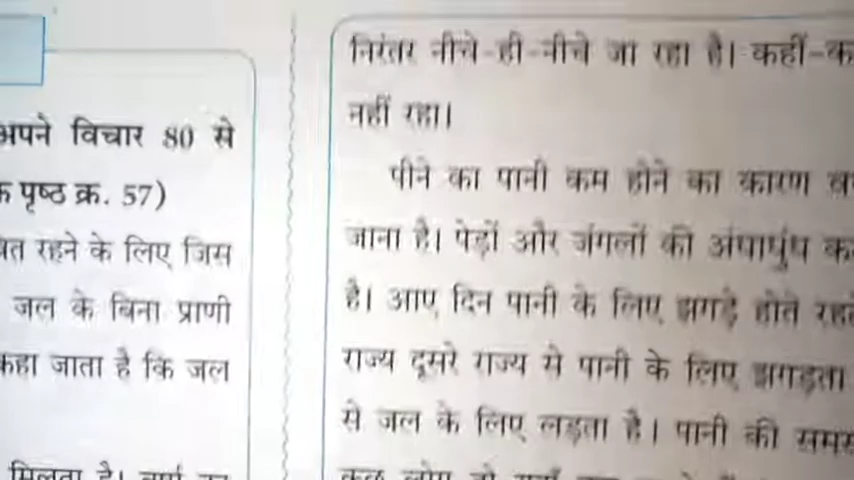 अपने विचार 80 से
पृष्ठ क्र. 57)
रहने के लिए जिस
जल के बिना प्राणी
कहा जाता है कि जल
मिलता है।
निरंतर नीचे-ही-नीचे जा रहा है। कहीं-
नहीं रहा।
पीने का पानी कम होने का कारण
जाना है। पेड़ों और जंगलों की अंधाधुंध
है। आए दिन पानी के लिए झगड़े होते
राज्य दूसरे राज्य से पानी के लिए झगड़ता
से जल के लिए लड़ता है। पानी की
कुछ लोग तो